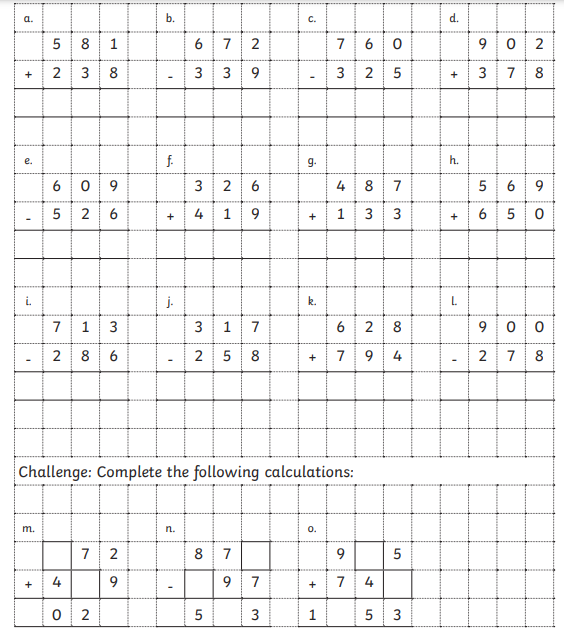 a. b. c. d.
5 8 1 6 7 2 7 6 0 9 0 2
+ 2 3 8 - 3 3 9 - 3 2 5 + 3 7 8
e. f. g. h.
6 0 9 3 2 6 4 8 7 5 6 9
- 5 2 6 + 4 1 9 + 1 3 3 + 6 5 0
i. j. k. l.
7 1 3 3 1 7 6 2 8 9 0 0
- 2 8 6 - 2 5 8 + 7 9 4 - 2 7 8
Challenge: Complete the following calculations:
m. n. o.
7 2 8 7 9 5
+ 4 9 - 9 7 + 7 4
0 2 5 3 1 5 3